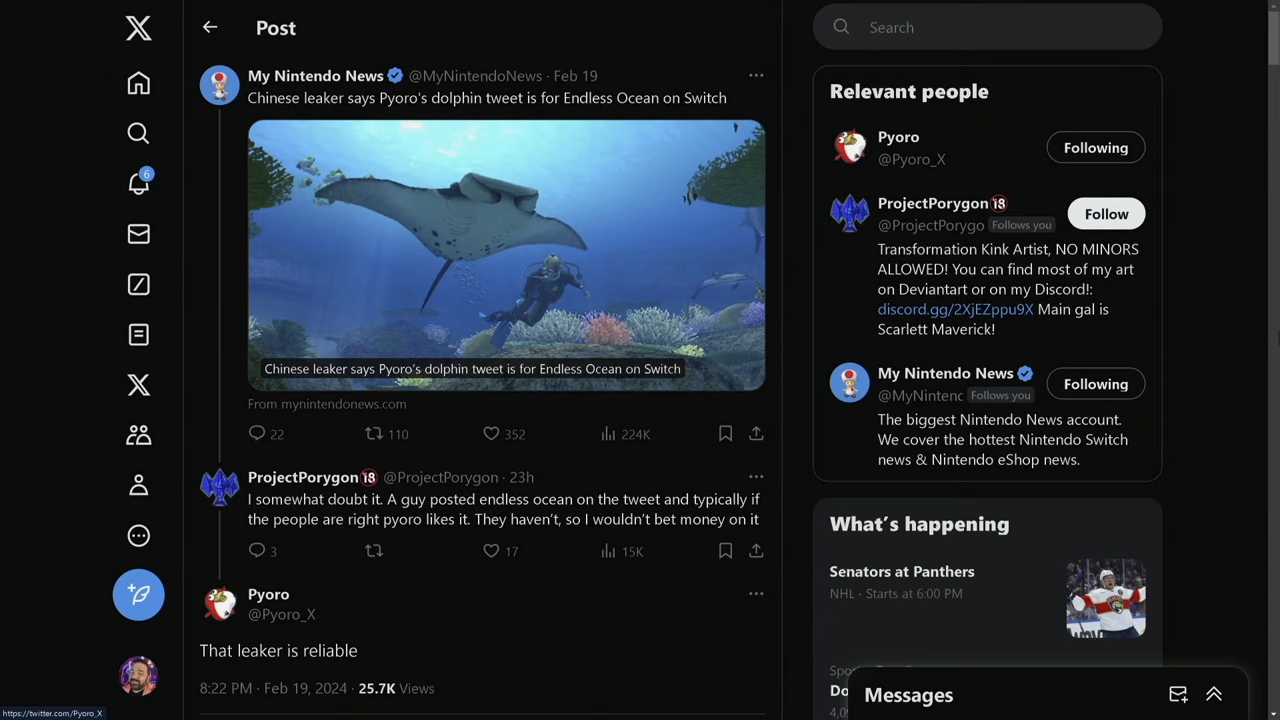 Post
My Nintendo News @MyNintendoNews · Feb 19
Chinese leaker says Pyoro's dolphin tweet is for Endless Ocean on Switch
Chinese leaker says Pyoro's dolphin tweet is for Endless Ocean on Switch
From mynintendonews.com
22 110 352 224K
ProjectPorygon🔞 @ProjectPorygon · 23h
I somewhat doubt it. A guy posted endless ocean on the tweet and typically if
the people are right pyoro likes it. They haven't, so I wouldn't bet money on it
3 17 15K
Pyoro
@Pyoro_X
That leaker is reliable
8:22 PM · Feb 19, 2024 · 25.7K Views
6
https://twitter.com/Pyoro_X
Search
Relevant people
Pyoro
@Pyoro_X
Following
ProjectPorygon🔞
@ProjectPorygo Follows you
Follow
Transformation Kink Artist, NO MINORS
ALLOWED! You can find most of my art
on Deviantart or on my Discord!:
discord.gg/2XjEZppu9X Main gal is
Scarlett Maverick!
My Nintendo News
@MyNintenc Follows you
Following
The biggest Nintendo News account.
We cover the hottest Nintendo Switch
news & Nintendo eShop news.
What's happening
Senators at Panthers
NHL · Starts at 6:00 PM
Do
Messages